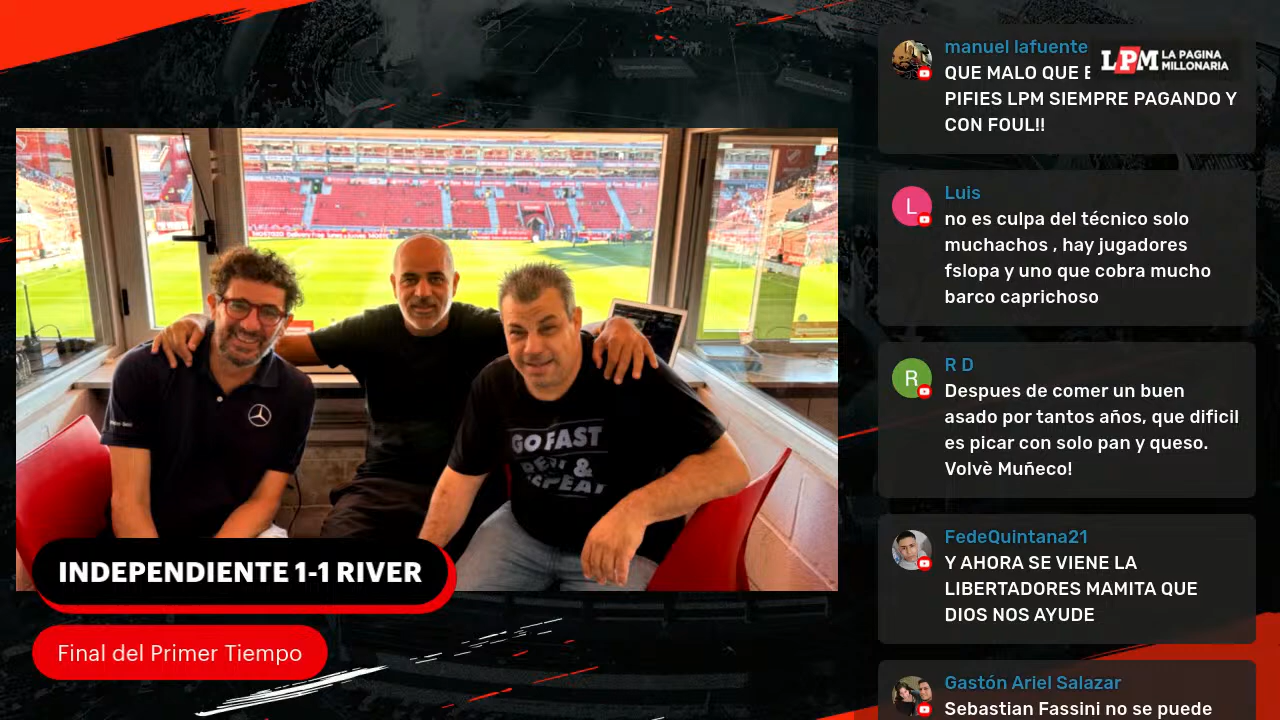 manuel lafuente
QUE MALO QUE E
PIFIES LPM SIEMPRE PAGANDO Y
CON FOUL!!
LPM LA PAGINA
MILLONARIA
L
Luis
no es culpa del técnico solo
muchachos , hay jugadores
fslopa y uno que cobra mucho
barco caprichoso
R
R D
Despues de comer un buen
asado por tantos años, que dificil
es picar con solo pan y queso.
Volvè Muñeco!
FedeQuintana21
Y AHORA SE VIENE LA
LIBERTADORES MAMITA QUE
DIOS NOS AYUDE
Gastón Ariel Salazar
Sebastian Fassini no se puede
GO FAST
&
INDEPENDIENTE 1-1 RIVER
Final del Primer Tiempo